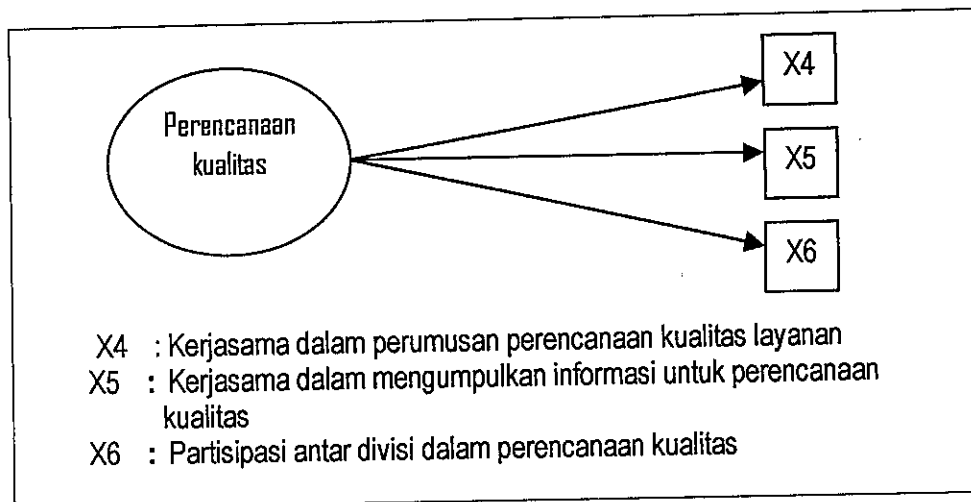 Perencanaan
kualitas
X4
X5
X6
X4 : Kerjasama dalam perumusan perencanaan kualitas layanan
X5 : Kerjasama dalam mengumpulkan informasi untuk perencanaan
kualitas
X6 : Partisipasi antar divisi dalam perencanaan kualitas